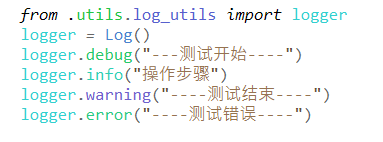 from .utils.log_utils import logger
logger = Log()
logger.debug("---测试开始----")
logger.info("操作步骤")
logger.warning("----测试结束----")
logger.error("----测试错误----")